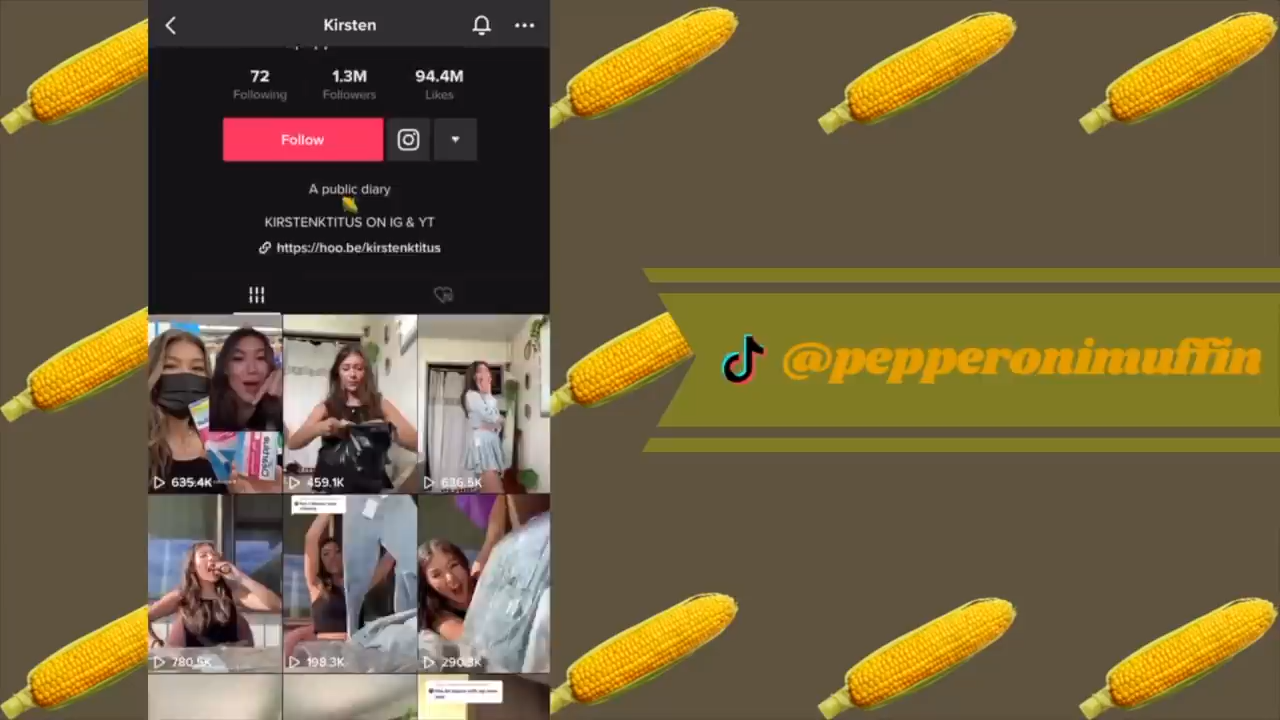 Kirsten
72
1.3M
94.4M
Following
Followers
Likes
Follow
A public diary
KIRSTENKTITUS ON IG & YT
https://hoo.be/kirstenktitus
635.4K
459.1K
636.5K
780.5K
198.3K
290.3K
@pepperonimuffin